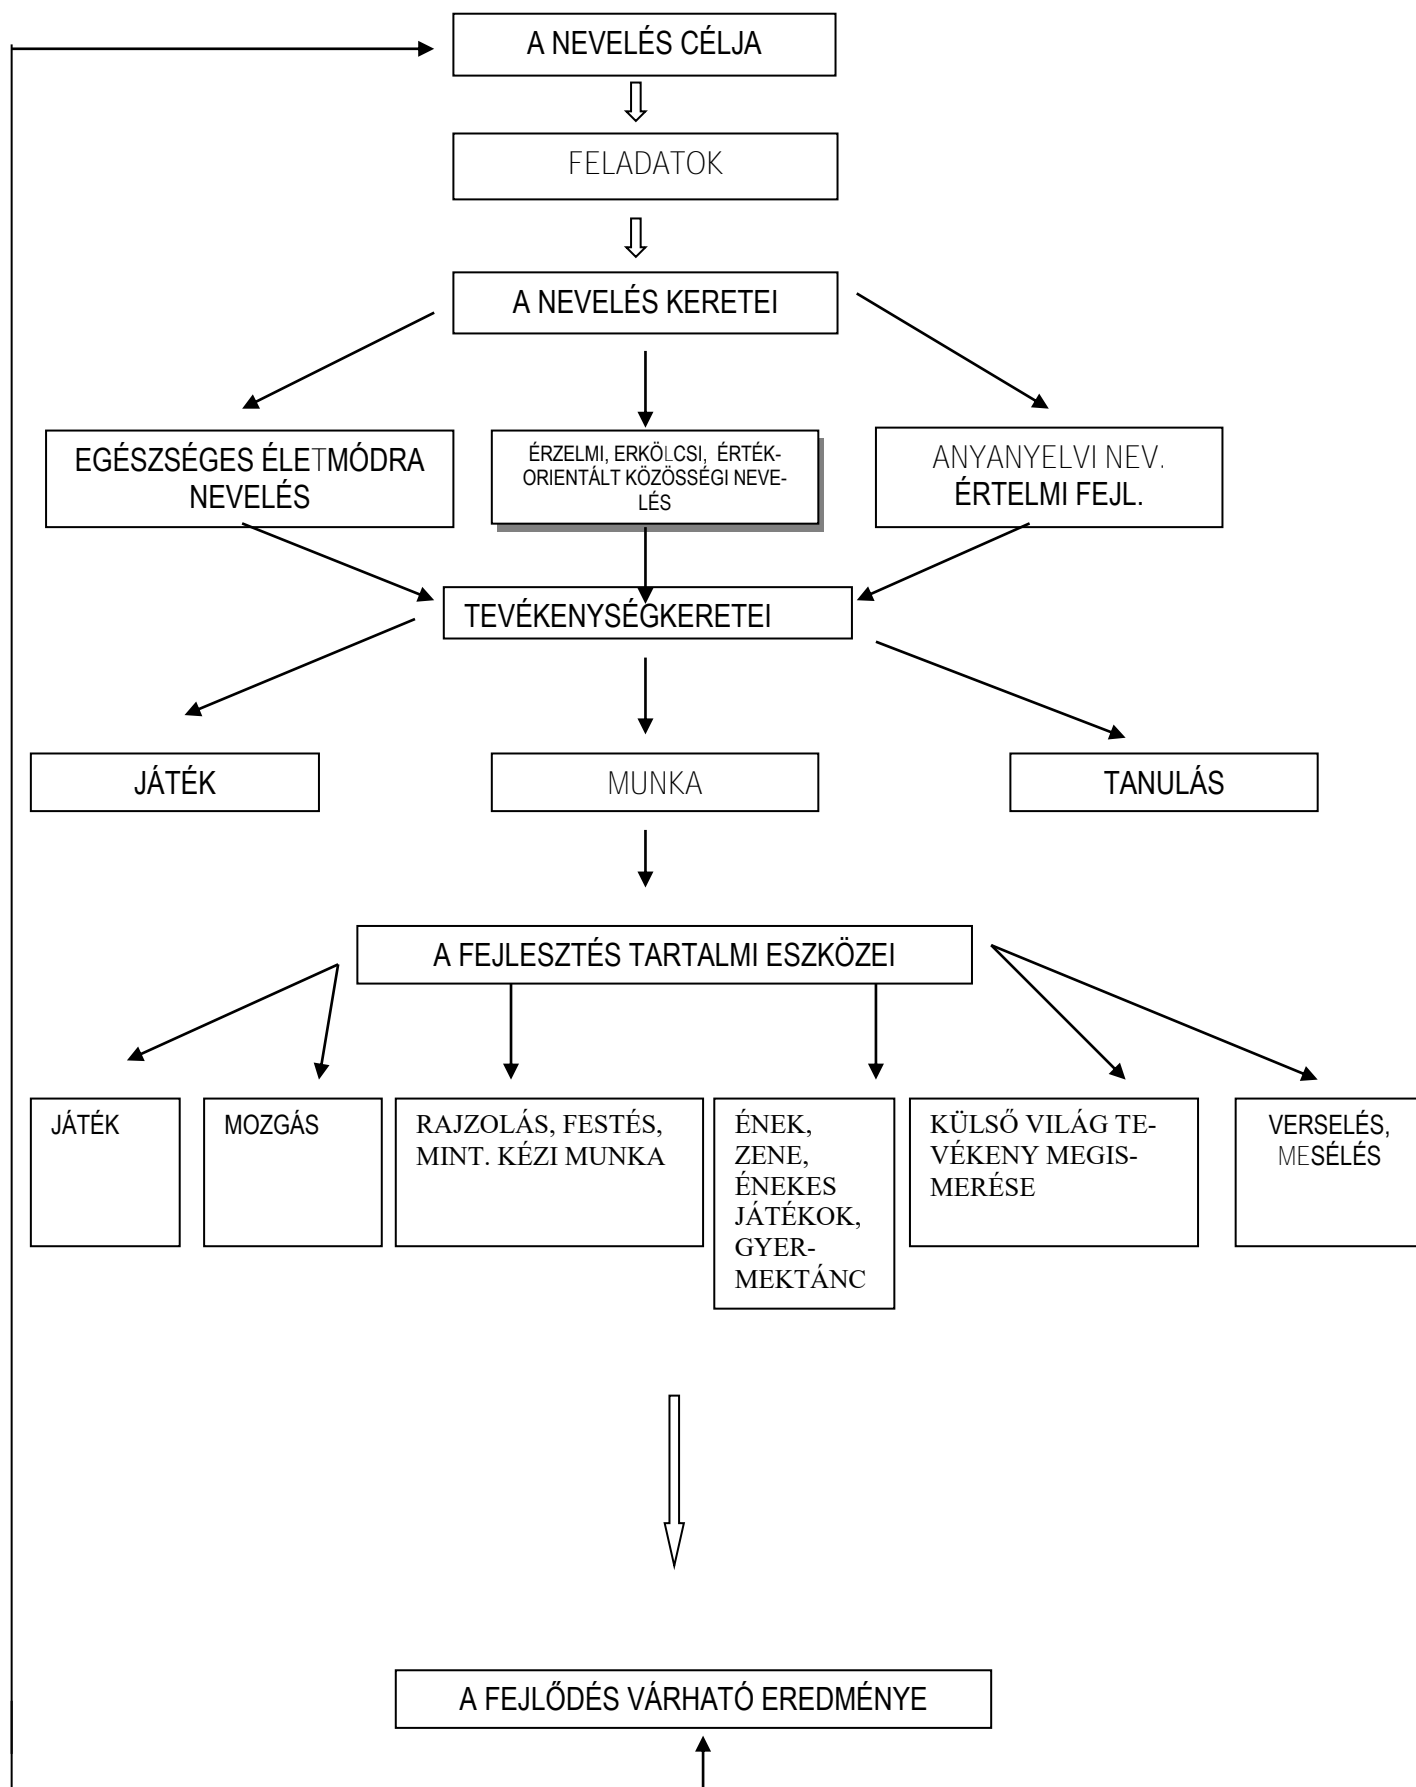 A NEVELÉS CÉLJA
FELADATOK
A NEVELÉS KERETEI
EGÉSZSÉGES ÉLETMÓDRA
NEVELÉS
ÉRZELMI, ERKÖLCSI, ÉRTÉK-
ORIENTÁLT KÖZÖSSÉGI NEVE-
LÉS
ANYANYELVI NEV.
ÉRTELMI FEJL.
TEVÉKENYSÉGKERETEI
JÁTÉK
MUNKA
TANULÁS
A FEJLESZTÉS TARTALMI ESZKÖZEI
JÁTÉK
MOZGÁS
RAJZOLÁS, FESTÉS,
MINT. KÉZI MUNKA
ÉNEK,
ZENE,
ÉNEKES
JÁTÉKOK,
GYER-
MEKTÁNC
KÜLSŐ VILÁG TE-
VÉKENY MEGIS-
MERÉSE
VERSELÉS,
MESÉLÉS
A FEJLŐDÉS VÁRHATÓ EREDMÉNYE